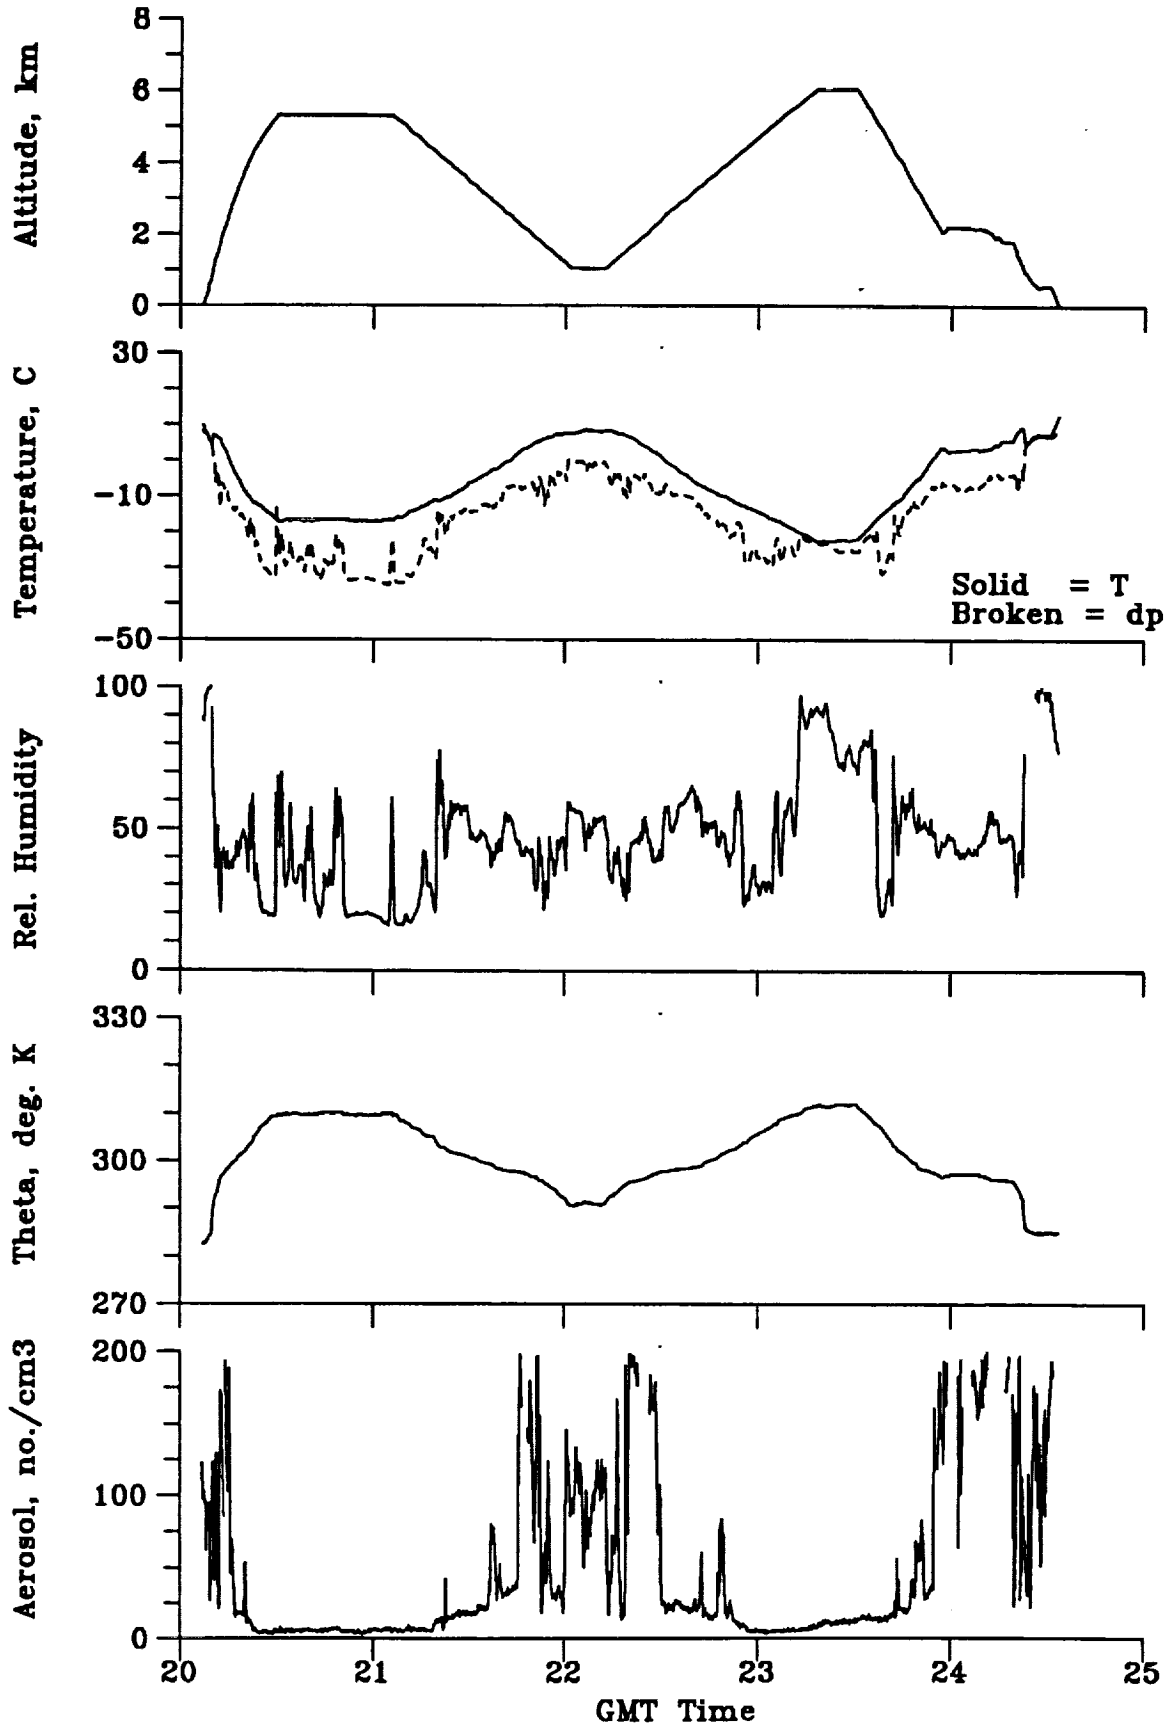 Altitude, km
8
6
4
2
0
Temperature, C
30
-10
-50
Solid = T
Broken = dp
Rel. Humidity
100
50
0
Theta, deg. K
330
300
270
Aerosol, no./cm3
200
100
0
20 21 22 23 24 25
GMT Time